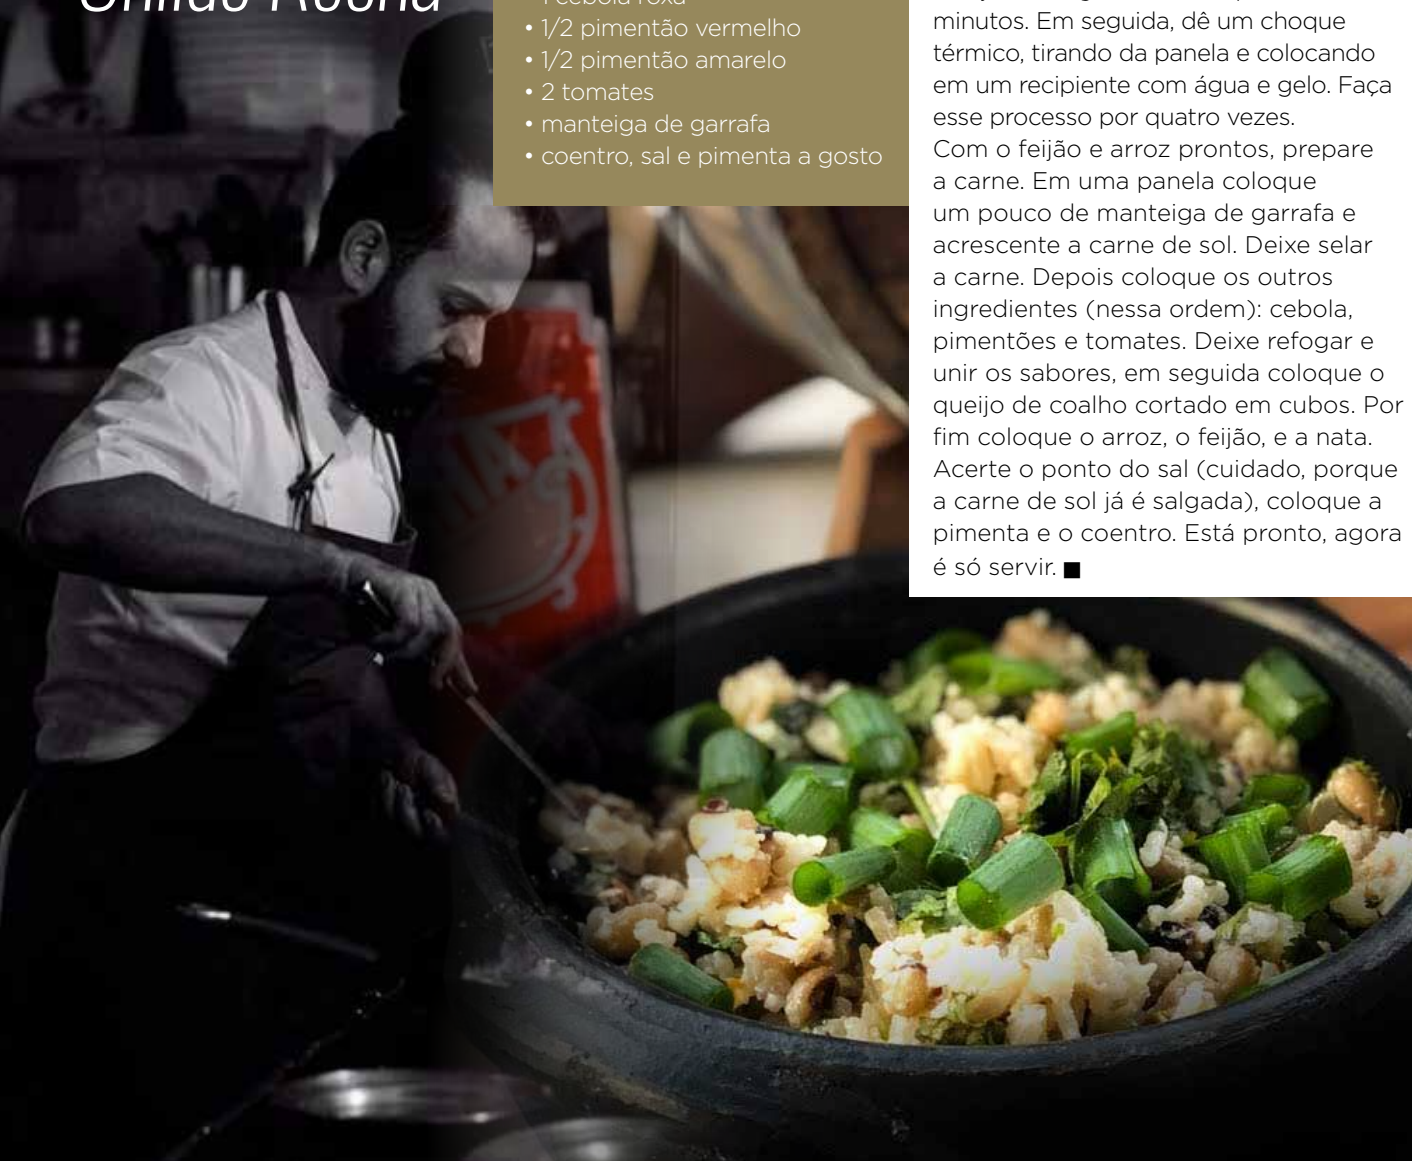 Rocha
• 1 cebola roxa
• 1/2 pimentão vermelho
• 1/2 pimentão amarelo
• 2 tomates
• manteiga de garrafa
• coentro, sal e pimenta a gosto
minutos. Em seguida, dê um choque
térmico, tirando da panela e colocando
em um recipiente com água e gelo. Faça
esse processo por quatro vezes.
Com o feijão e arroz prontos, prepare
a carne. Em uma panela coloque
um pouco de manteiga de garrafa e
acrescente a carne de sol. Deixe selar
a carne. Depois coloque os outros
ingredientes (nessa ordem): cebola,
pimentões e tomates. Deixe refogar e
unir os sabores, em seguida coloque o
queijo de coalho cortado em cubos. Por
fim coloque o arroz, o feijão, e a nata.
Acerte o ponto do sal (cuidado, porque
a carne de sol já é salgada), coloque a
pimenta e o coentro. Está pronto, agora
é só servir. ■